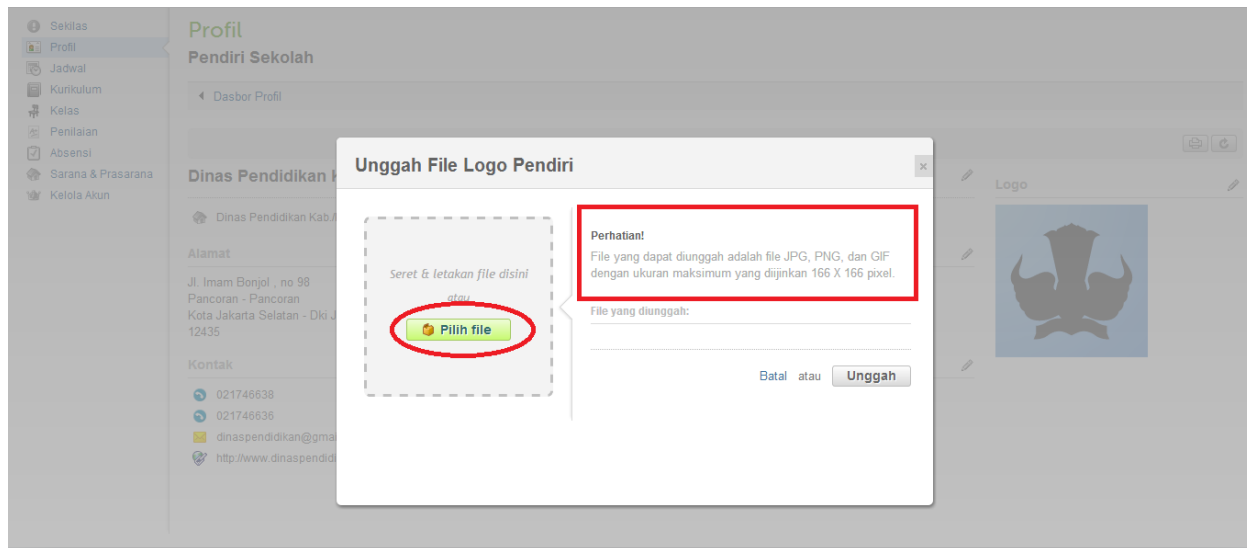 Sekilas
Profil
Jadwal
Kurikulum
Kelas
Penilaian
Absensi
Sarana & Prasarana
Kelola Akun
Profil
Pendiri Sekolah
Dasbor Profil
Dinas Pendidikan
Dinas Pendidikan Kab./
Alamat
Jl. Imam Bonjol , no 98
Pancoran - Pancoran
Kota Jakarta Selatan - Dki J
12435
Kontak
021746638
021746636
dinaspendidikan@gmai
http://www.dinaspendidi
Unggah File Logo Pendiri
Seret & letakan file disini
atau
Pilih file
Perhatian!
File yang dapat diunggah adalah file JPG, PNG, dan GIF
dengan ukuran maksimum yang diijinkan 166 X 166 pixel.
File yang diunggah:
Batal atau Unggah
Logo